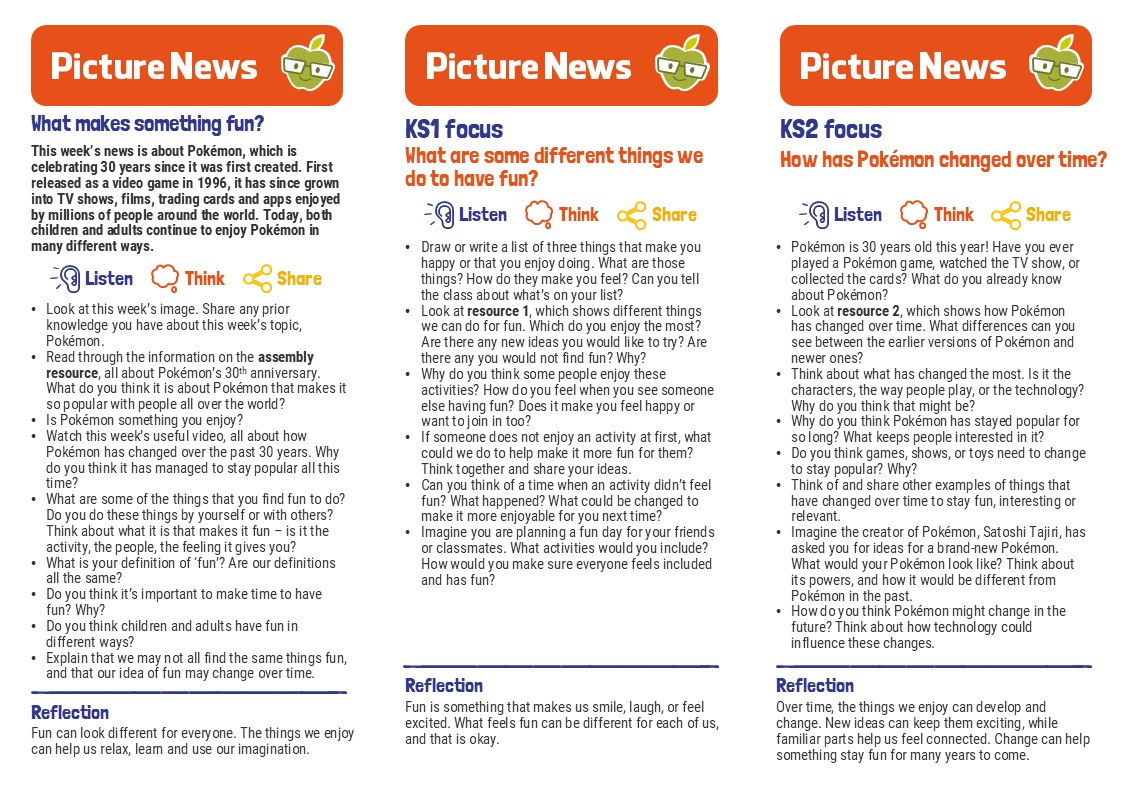 Picture News
What makes something fun?
This week's news is about Pokémon, which is
celebrating 30 years since it was first created. First
released as a video game in 1996, it has since grown
into TV shows, films, trading cards and apps enjoyed
by millions of people around the world. Today, both
children and adults continue to enjoy Pokémon in
many different ways.
Listen Think Share
• Look at this week's image. Share any prior
knowledge you have about this week's topic,
Pokémon.
• Read through the information on the assembly
resource, all about Pokémon's 30th anniversary.
What do you think it is about Pokémon that makes it
so popular with people all over the world?
• Is Pokémon something you enjoy?
• Watch this week's useful video, all about how
Pokémon has changed over the past 30 years. Why
do you think it has managed to stay popular all this
time?
• What are some of the things that you find fun to do?
Do you do these things by yourself or with others?
Think about what it is that makes it fun – is it the
activity, the people, the feeling it gives you?
• What is your definition of 'fun'? Are our definitions
all the same?
• Do you think it's important to make time to have
fun? Why?
• Do you think children and adults have fun in
different ways?
• Explain that we may not all find the same things fun,
and that our idea of fun may change over time.
Reflection
Fun can look different for everyone. The things we enjoy
can help us relax, learn and use our imagination.
Picture News
KS1 focus
What are some different things we
do to have fun?
Listen Think Share
• Draw or write a list of three things that make you
happy or that you enjoy doing. What are those
things? How do they make you feel? Can you tell
the class about what's on your list?
• Look at resource 1, which shows different things
we can do for fun. Which do you enjoy the most?
Are there any new ideas you would like to try? Are
there any you would not find fun? Why?
• Why do you think some people enjoy these
activities? How do you feel when you see someone
else having fun? Does it make you feel happy or
want to join in too?
• If someone does not enjoy an activity at first, what
could we do to help make it more fun for them?
Think together and share your ideas.
• Can you think of a time when an activity didn't feel
fun? What happened? What could be changed to
make it more enjoyable for you next time?
• Imagine you are planning a fun day for your friends
or classmates. What activities would you include?
How would you make sure everyone feels included
and has fun?
Reflection
Fun is something that makes us smile, laugh, or feel
excited. What feels fun can be different for each of us,
and that is okay.
Picture News
KS2 focus
How has Pokémon changed over time?
Listen Think Share
• Pokémon is 30 years old this year! Have you ever
played a Pokémon game, watched the TV show, or
collected the cards? What do you already know
about Pokémon?
• Look at resource 2, which shows how Pokémon
has changed over time. What differences can you
see between the earlier versions of Pokémon and
newer ones?
• Think about what has changed the most. Is it the
characters, the way people play, or the technology?
Why do you think that might be?
• Why do you think Pokémon has stayed popular for
so long? What keeps people interested in it?
• Do you think games, shows, or toys need to change
to stay popular? Why?
• Think of and share other examples of things that
have changed over time to stay fun, interesting or
relevant.
• Imagine the creator of Pokémon, Satoshi Tajiri, has
asked you for ideas for a brand-new Pokémon.
What would your Pokémon look like? Think about
its powers, and how it would be different from
Pokémon in the past.
• How do you think Pokémon might change in the
future? Think about how technology could
influence these changes.
Reflection
Over time, the things we enjoy can develop and
change. New ideas can keep them exciting, while
familiar parts help us feel connected. Change can help
something stay fun for many years to come.